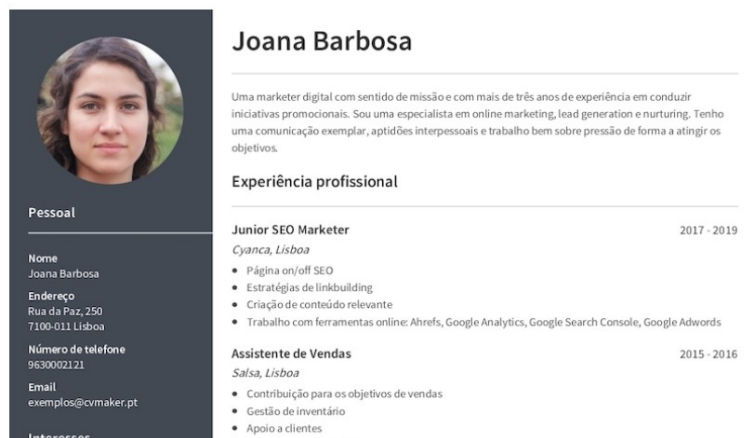 Joana Barbosa
Uma marketer digital com sentido de missão e com mais de três anos de experiência em conduzir
iniciativas promocionais. Sou uma especialista em online marketing, lead generation e nurturing. Tenho
uma comunicação exemplar, aptidões interpessoais e trabalho bem sobre pressão de forma a atingir os
objetivos.
Experiência profissional
Junior SEO Marketer 2017 - 2019
Cyanca, Lisboa
• Página on/off SEO
• Estratégias de linkbuilding
• Criação de conteúdo relevante
• Trabalho com ferramentas online: Ahrefs, Google Analytics, Google Search Console, Google Adwords
Assistente de Vendas 2015 - 2016
Salsa, Lisboa
• Contribuição para os objetivos de vendas
• Gestão de inventário
• Apoio a clientes
Pessoal
Nome
Joana Barbosa
Endereço
Rua da Paz, 250
7100-011 Lisboa
Número de telefone
9630002121
Email
exemplos@cvmaker.pt
Interesses